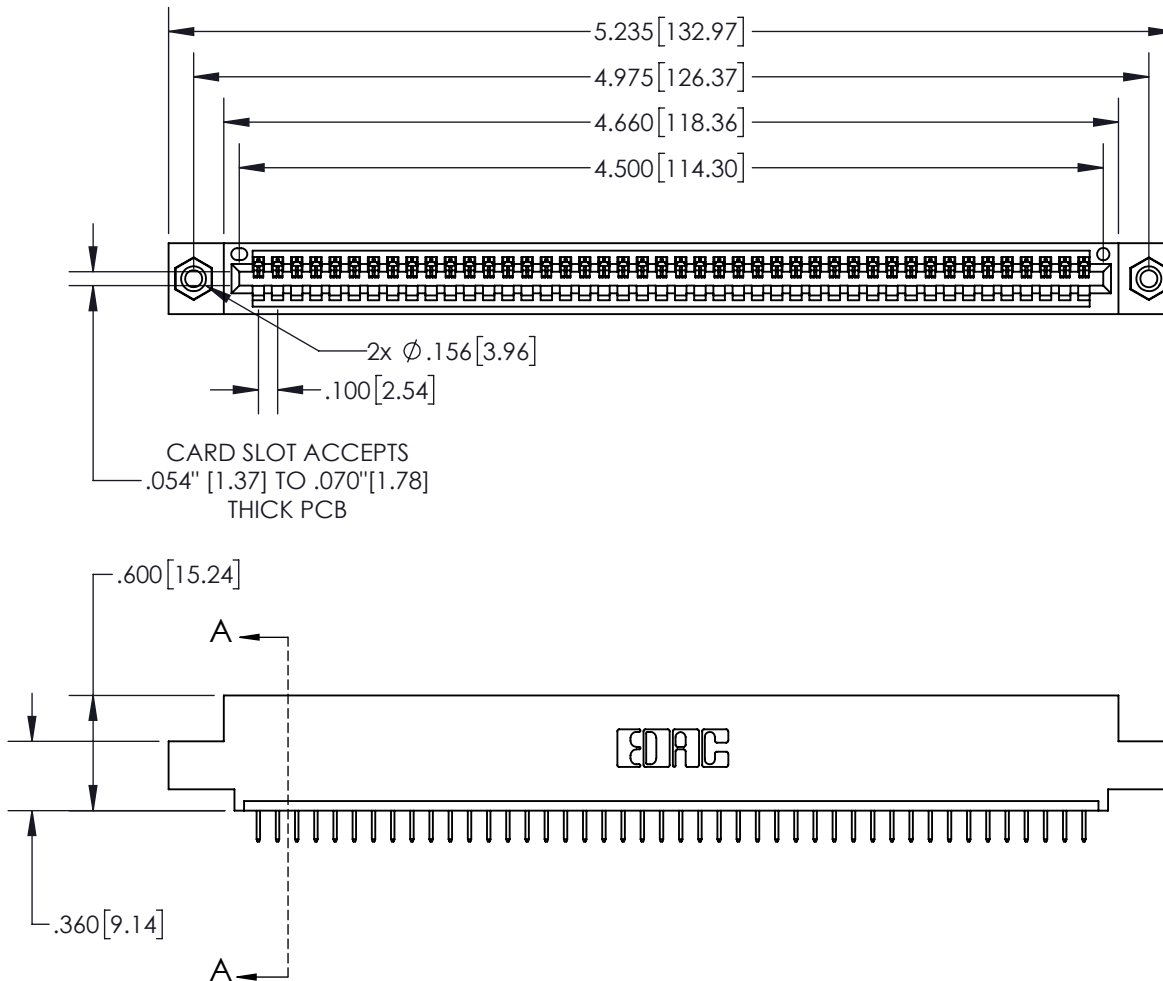 5.235[132.97]
4.975[126.37]
4.660[118.36]
4.500[114.30]
2x Ø.156[3.96]
.100[2.54]
CARD SLOT ACCEPTS
.054" [1.37] TO .070"[1.78]
THICK PCB
.600[15.24]
A
EDAC
.360[9.14]
A